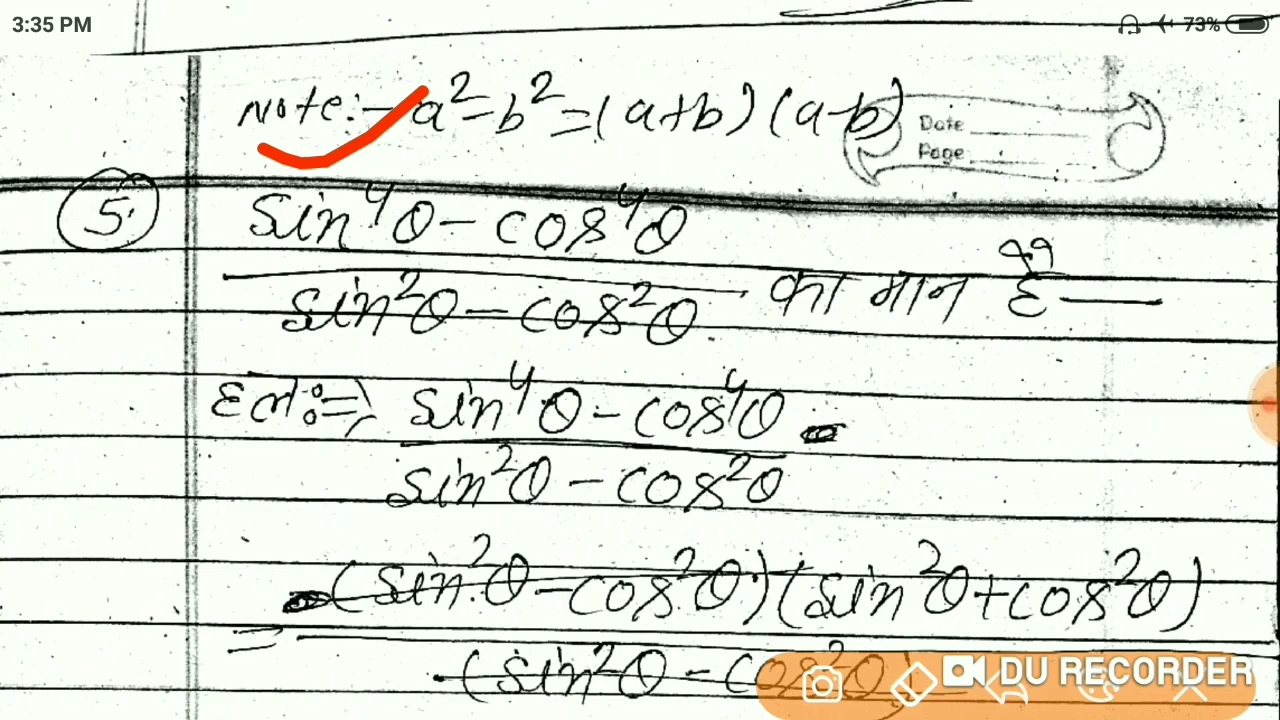 3:35 PM 73%
Note:- a²-b²=(a+b)(a-b)
Date
Page
5. sin⁴θ - cos⁴θ
sin²θ - cos²θ का मान है
हल:⇒ sin⁴θ - cos⁴θ
sin²θ - cos²θ
= (sin²θ - cos²θ)(sin²θ + cos²θ)
(sin²θ - cos²θ)
DU RECORDER